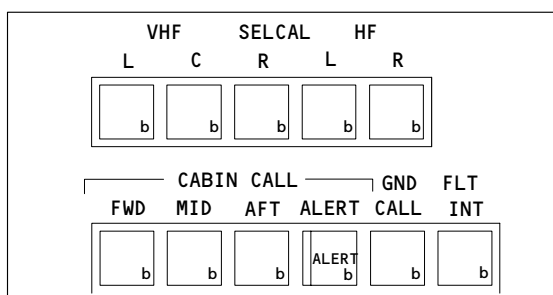 VHF SELCAL HF
L C R L R
b b b b b
CABIN CALL GND FLT
FWD MID AFT ALERT CALL INT
ALERT
b b b b b b